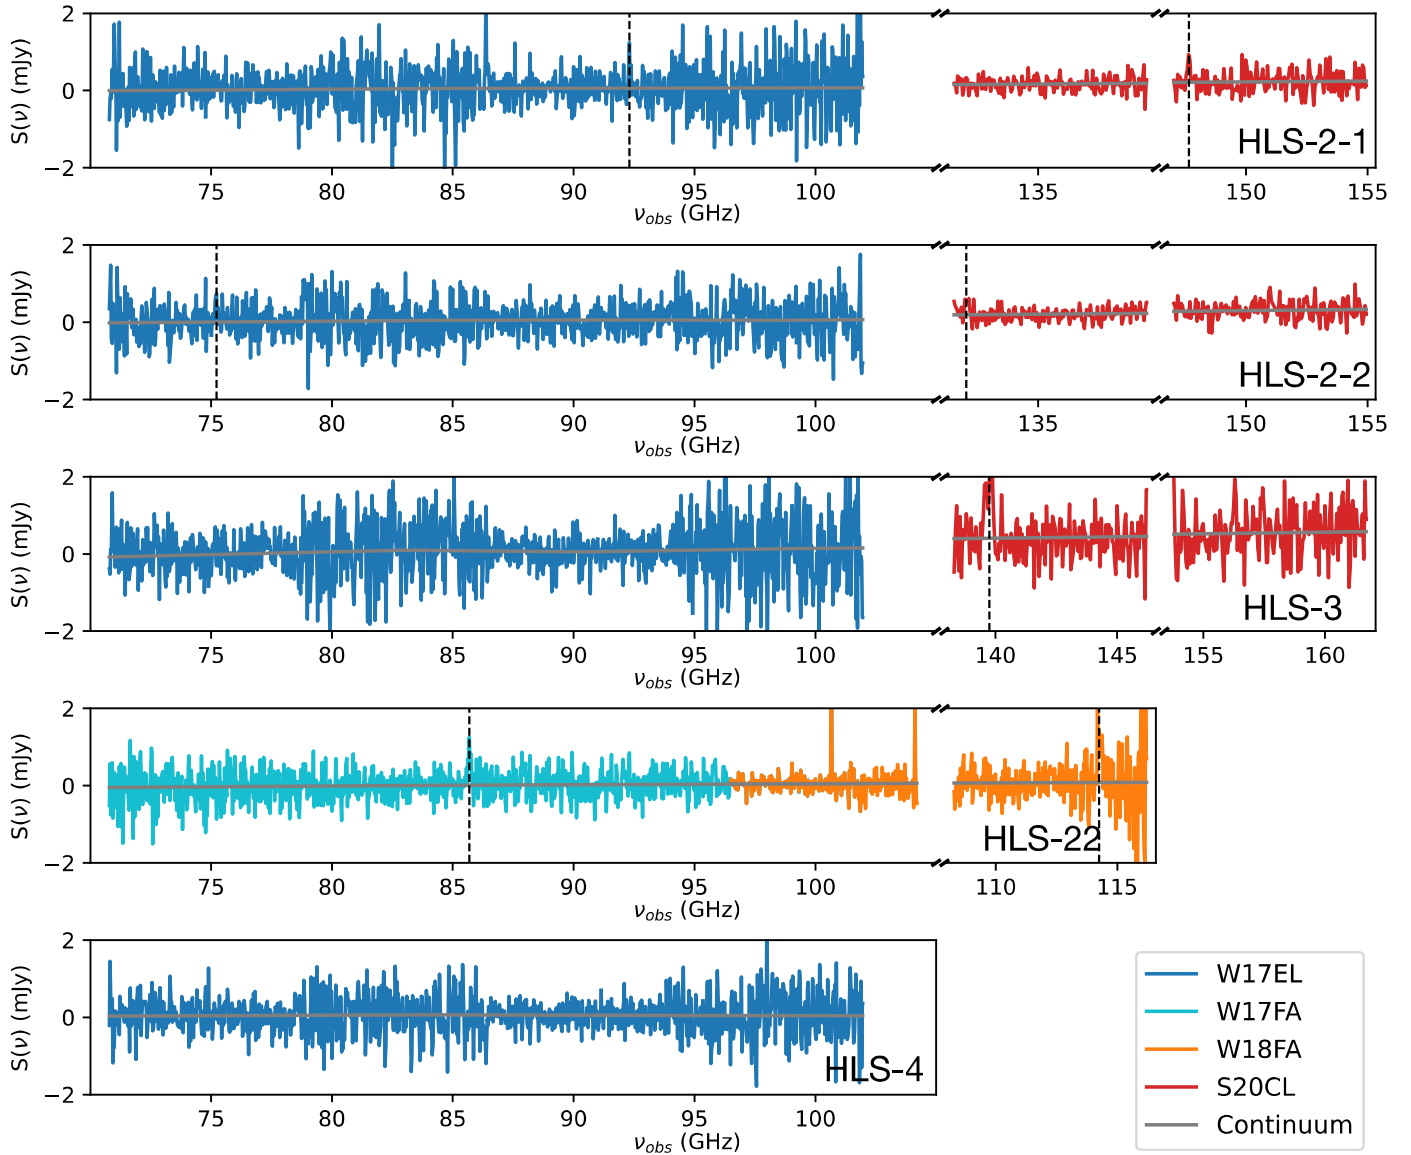 2
0
−2
S(ν) (mJy)
HLS-2-1
75 80 85 90 95 100 135 150 155
ν_obs (GHz)
2
0
−2
S(ν) (mJy)
HLS-2-2
75 80 85 90 95 100 135 150 155
ν_obs (GHz)
2
0
−2
S(ν) (mJy)
HLS-3
75 80 85 90 95 100 140 145 155 160
ν_obs (GHz)
2
0
−2
S(ν) (mJy)
HLS-22
75 80 85 90 95 100 110 115
ν_obs (GHz)
2
0
−2
S(ν) (mJy)
HLS-4
75 80 85 90 95 100
ν_obs (GHz)
W17EL
W17FA
W18FA
S20CL
Continuum